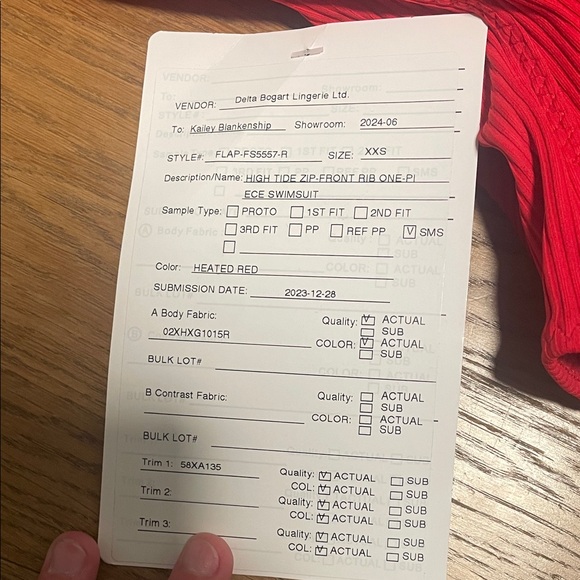 VENDOR: Delta Bogart Lingerie Ltd.
To: Kailey Blankenship Showroom: 2024-06
STYLE#: FLAP-FS5557-R SIZE: XXS
Description/Name: HIGH TIDE ZIP-FRONT RIB ONE-PI
ECE SWIMSUIT
Sample Type: ☐ PROTO ☐ 1ST FIT ☐ 2ND FIT
☐ 3RD FIT ☐ PP ☐ REF PP ☑ SMS
☐
Color: HEATED RED
SUBMISSION DATE: 2023-12-28
A Body Fabric: Quality: ☑ ACTUAL
☐ SUB
02XHXG1015R COLOR: ☑ ACTUAL
☐ SUB
BULK LOT#
B Contrast Fabric: Quality: ☐ ACTUAL
☐ SUB
COLOR: ☐ ACTUAL
☐ SUB
BULK LOT#
Trim 1: 58XA135 Quality: ☑ ACTUAL ☐ SUB
COL: ☑ ACTUAL ☐ SUB
Trim 2: Quality: ☑ ACTUAL ☐ SUB
COL: ☑ ACTUAL ☐ SUB
Trim 3: Quality: ☑ ACTUAL ☐ SUB
COL: ☑ ACTUAL ☐ SUB